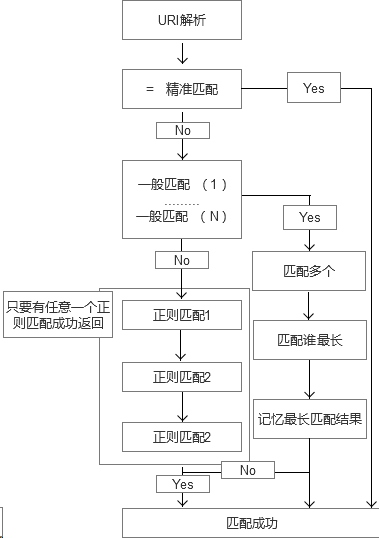 URI解析
= 精准匹配
Yes
No
一般匹配 （1）
………
一般匹配 （N）
Yes
No
匹配多个
只要有任意一个正
则匹配成功返回
正则匹配1
匹配谁最长
正则匹配2
记忆最长匹配结果
正则匹配2
No
Yes
匹配成功